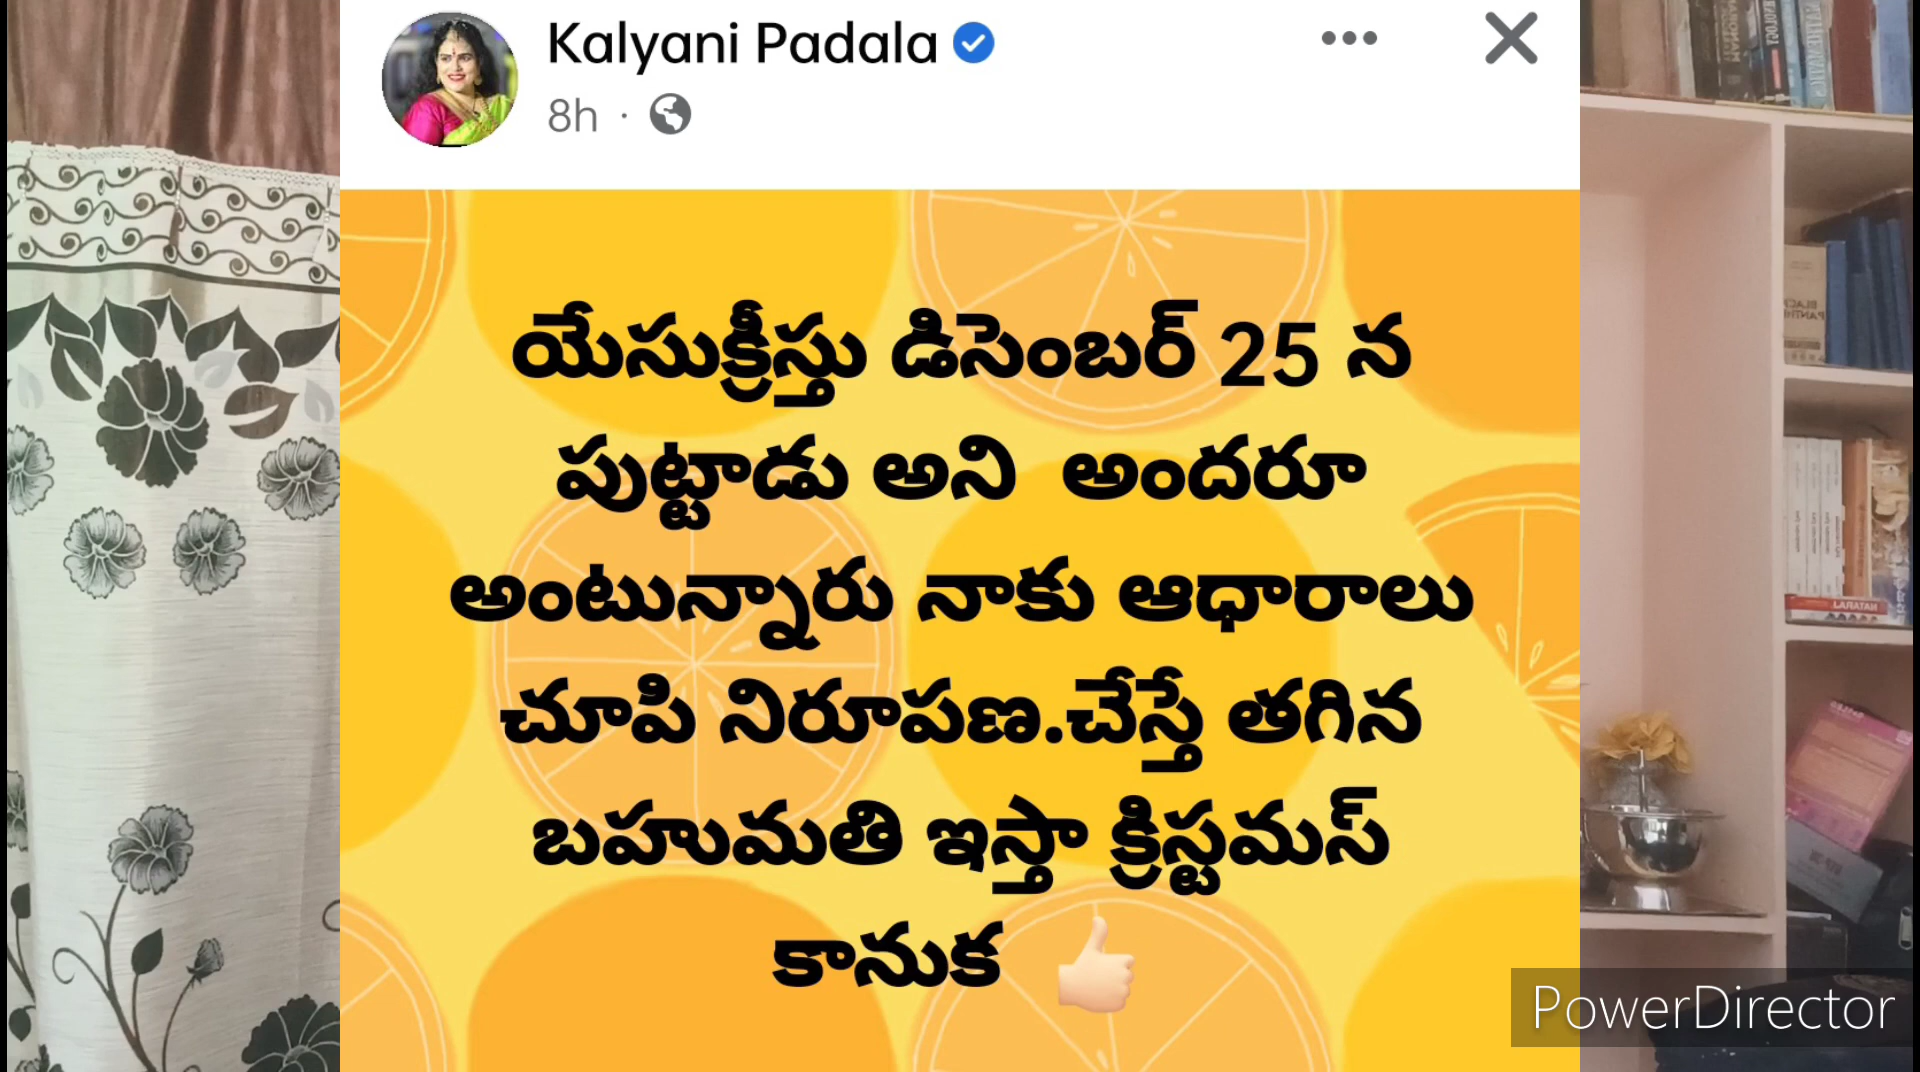 Kalyani Padala
8h
యేసుక్రీస్తు డిసెంబర్ 25 న
పుట్టాడు అని అందరూ
అంటున్నారు నాకు ఆధారాలు
చూపి నిరూపణ.చేస్తే తగిన
బహుమతి ఇస్తా క్రిస్టమస్
కానుక
PowerDirector